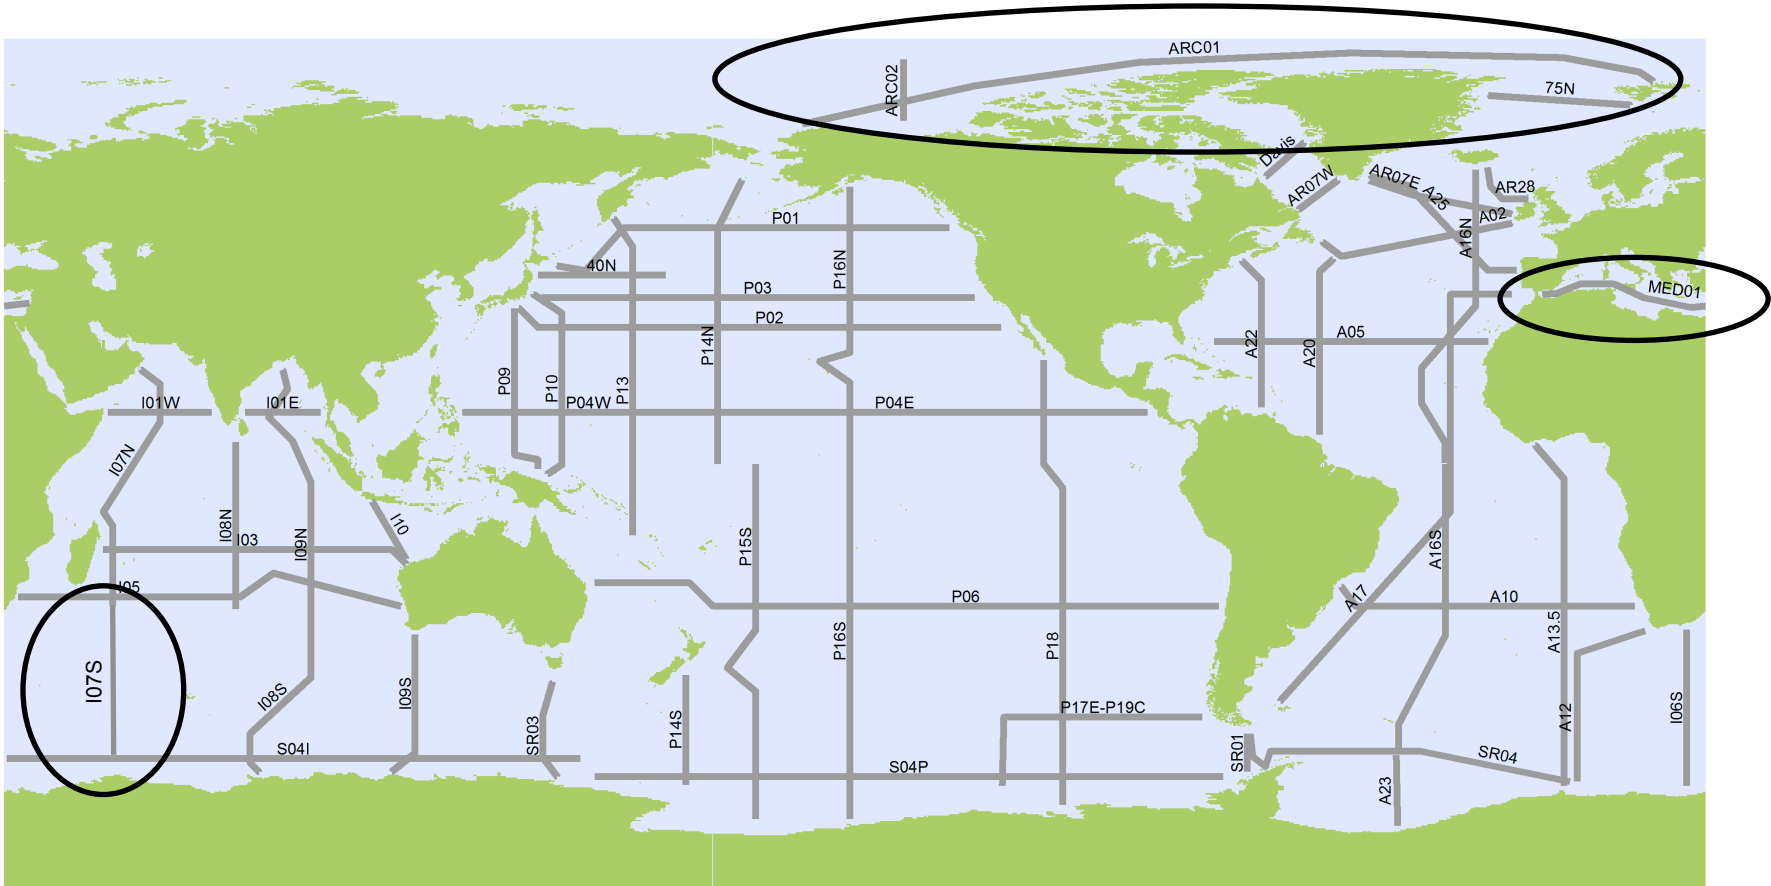 ARC01
ARC02
75N
Davis
AR07W
AR07E
A25
AR28
A02
A16N
P01
P16N
40N
P03
P02
P14N
MED01
A22
A20
A05
P09
P10
P13
P04W
P04E
I01W
I01E
I07N
I08N
I03
I09N
I10
I05
P15S
P06
P16S
P18
A16S
A17
A10
A13.5
I07S
I08S
I09S
SR03
P14S
P17E-P19C
A12
I06S
S04I
S04P
SR01
SR04
A23